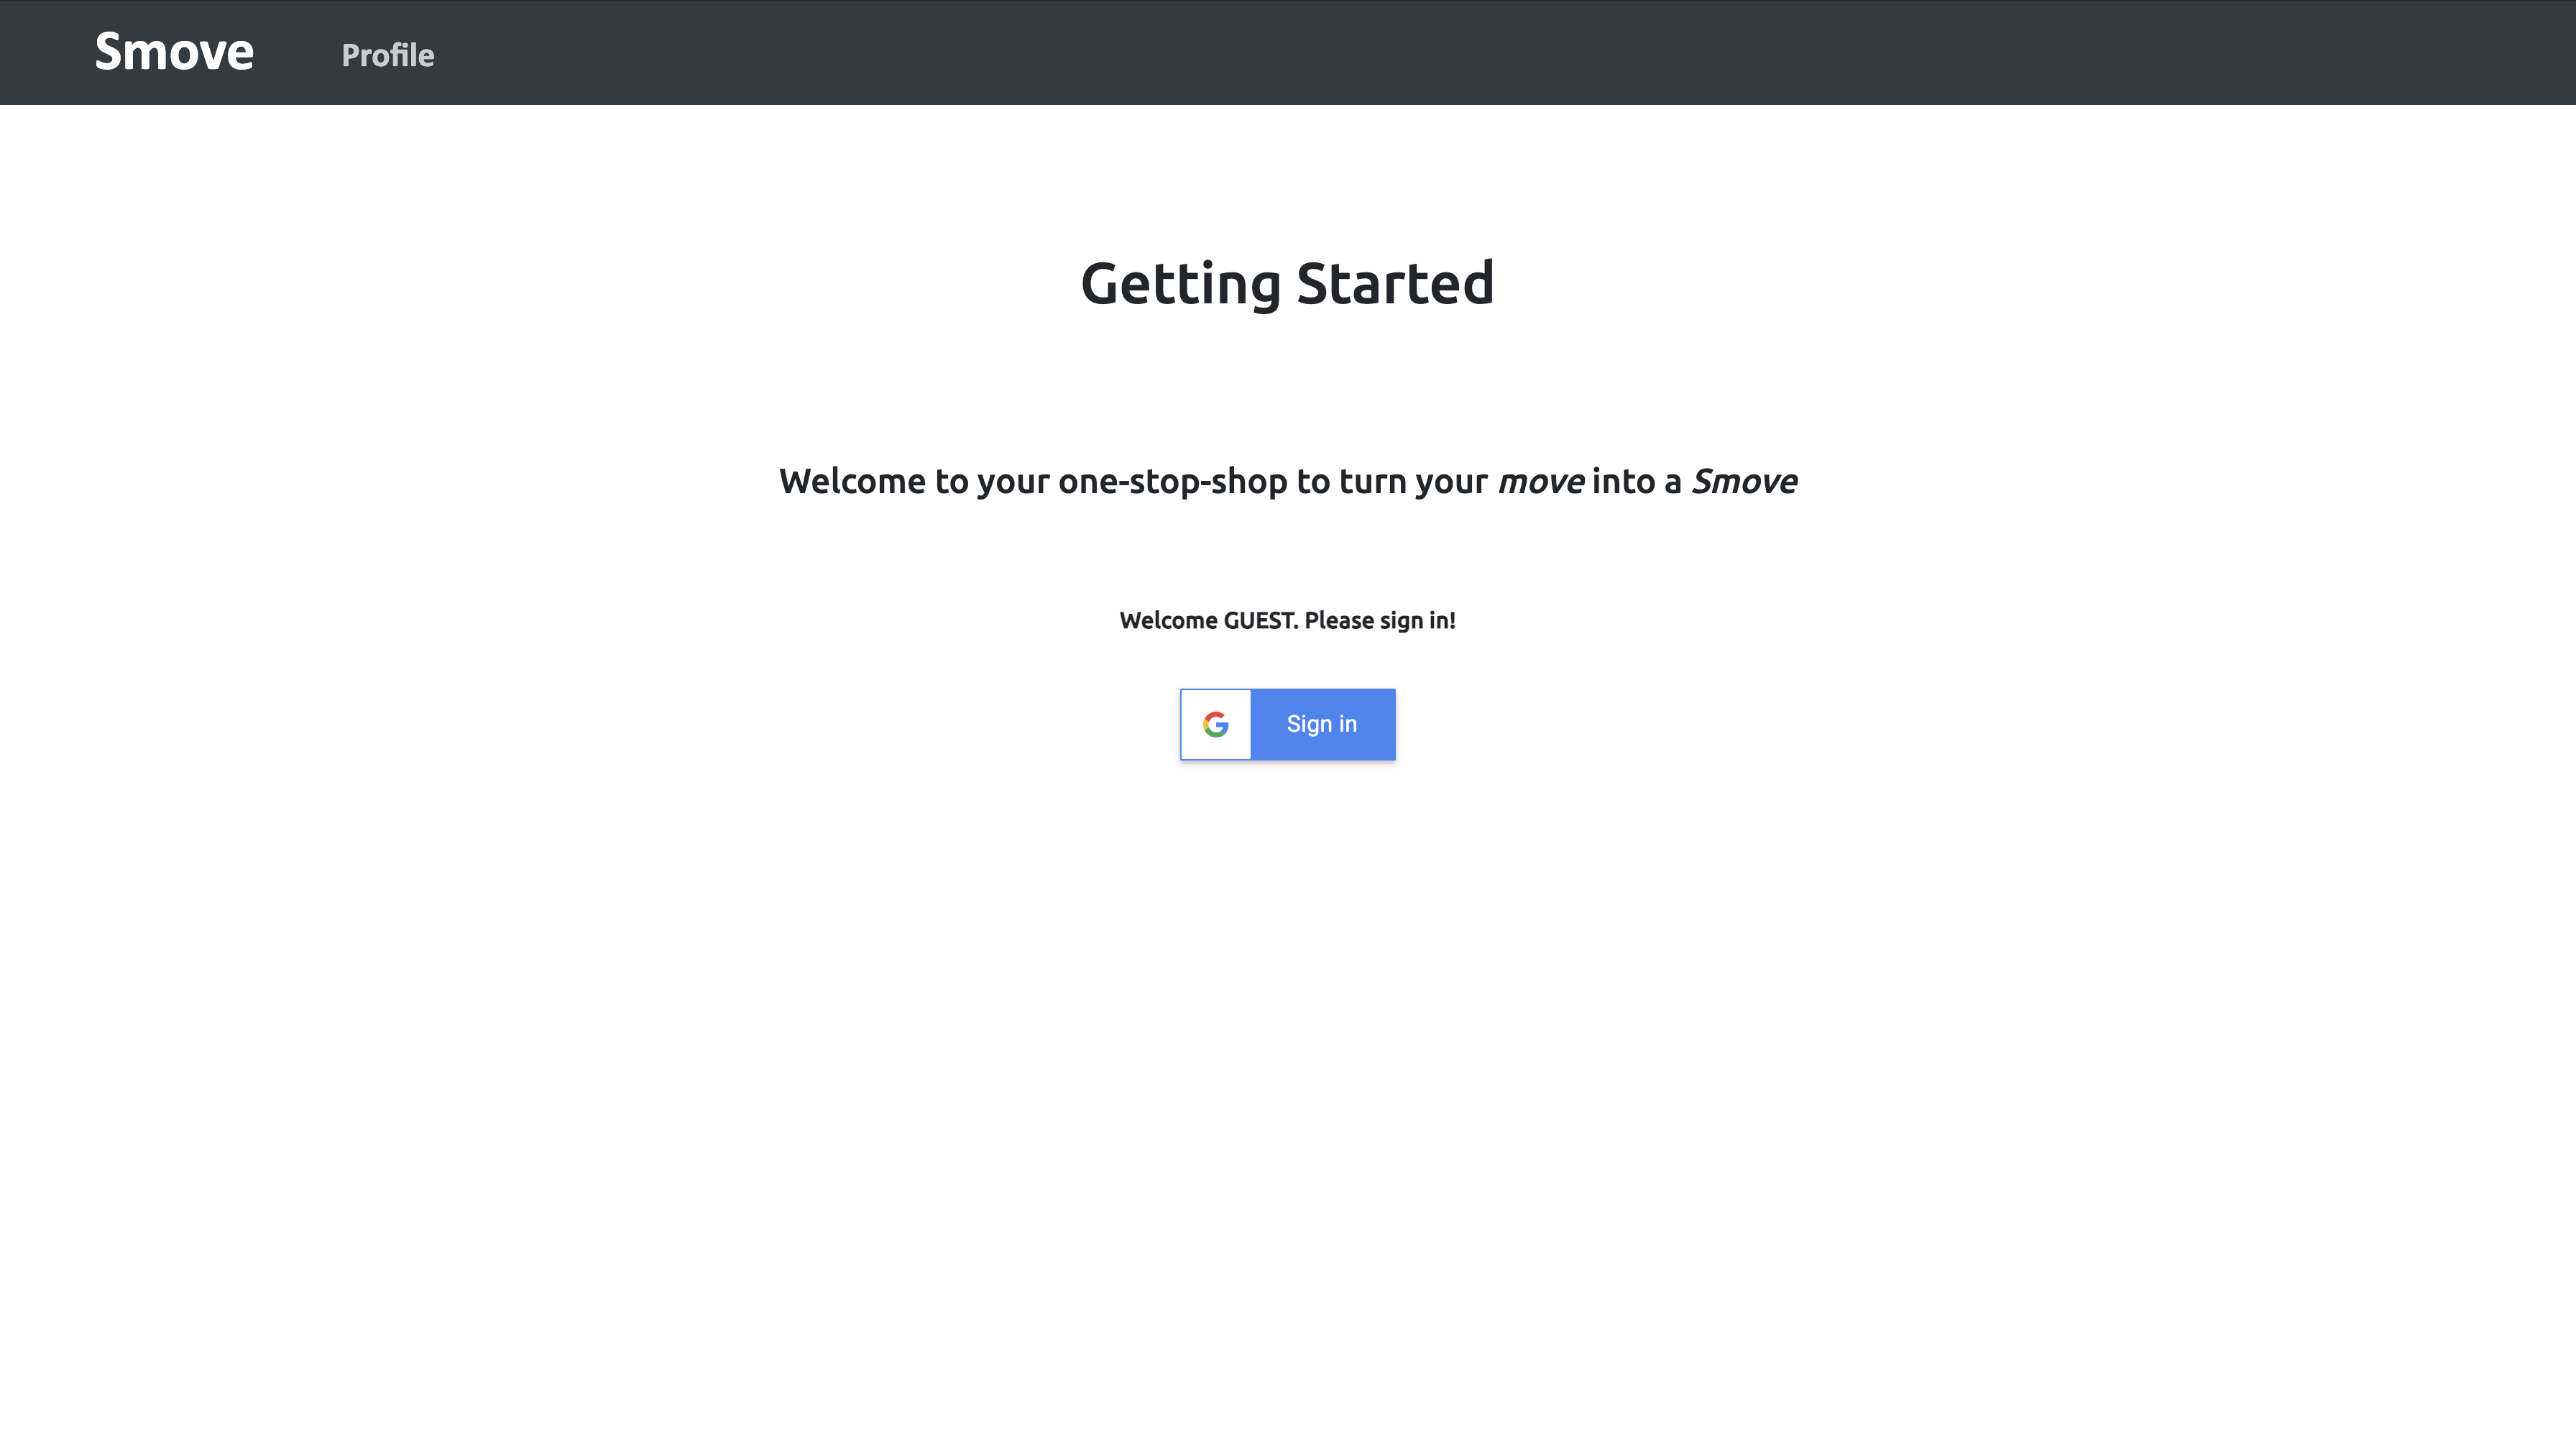 Smove Profile
Getting Started
Welcome to your one-stop-shop to turn your move into a Smove
Welcome GUEST. Please sign in!
Sign in